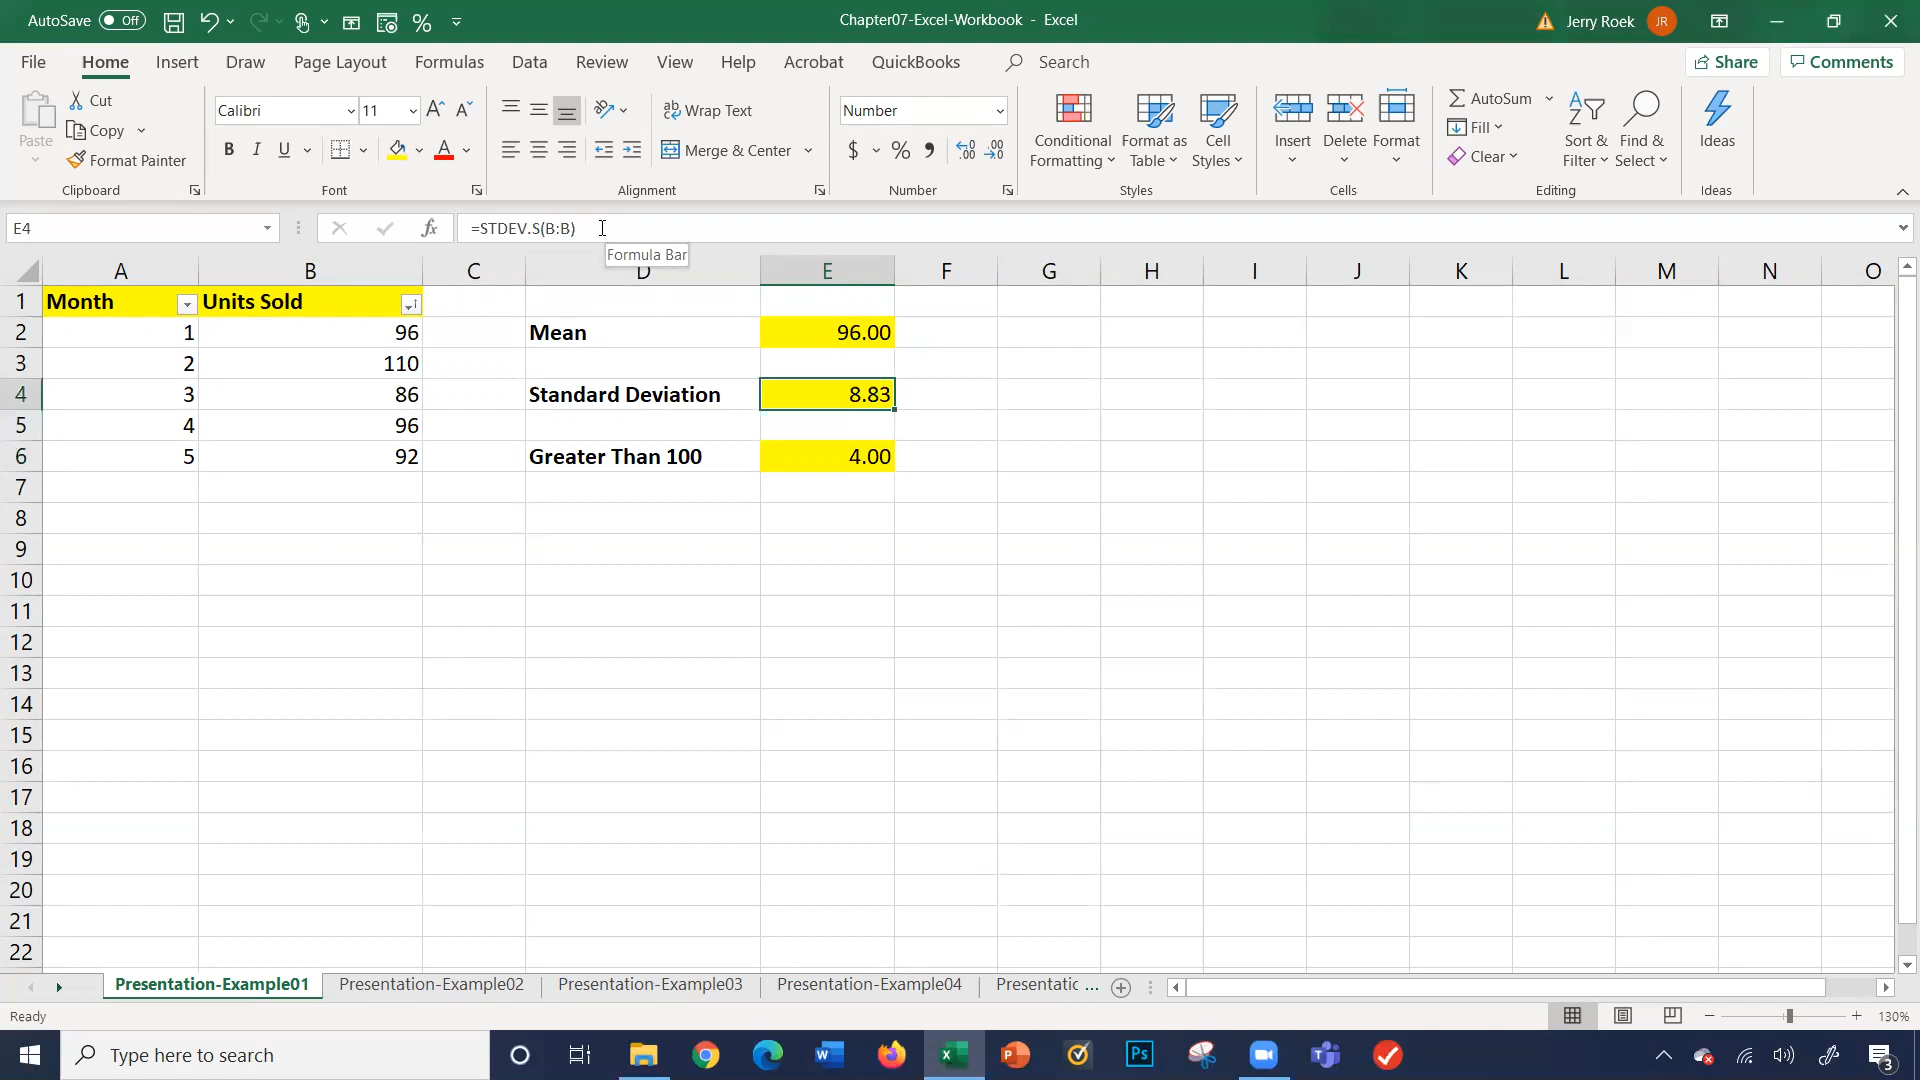 AutoSave Off
Chapter07-Excel-Workbook - Excel
Jerry Roek JR
File Home Insert Draw Page Layout Formulas Data Review View Help Acrobat QuickBooks Search Share Comments
Paste
Cut
Copy
Format Painter
Clipboard
Calibri 11
B I U
Font
Wrap Text
Merge & Center
Alignment
Number
$ %
Number
Conditional Formatting
Format as Table
Cell Styles
Styles
Insert Delete Format
Cells
AutoSum
Fill
Clear
Sort & Filter
Find & Select
Editing
Ideas
Ideas
E4 fx =STDEV.S(B:B)
Formula Bar
A B C D E F G H I J K L M N O
1 Month Units Sold
2 1 96 Mean 96.00
3 2 110
4 3 86 Standard Deviation 8.83
5 4 96
6 5 92 Greater Than 100 4.00
7
8
9
10
11
12
13
14
15
16
17
18
19
20
21
22
Presentation-Example01 Presentation-Example02 Presentation-Example03 Presentation-Example04 Presentatic ...
Ready 130%
Type here to search
Ps
3